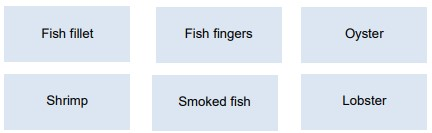 Fish fillet
Fish fingers
Oyster
Shrimp
Smoked fish
Lobster